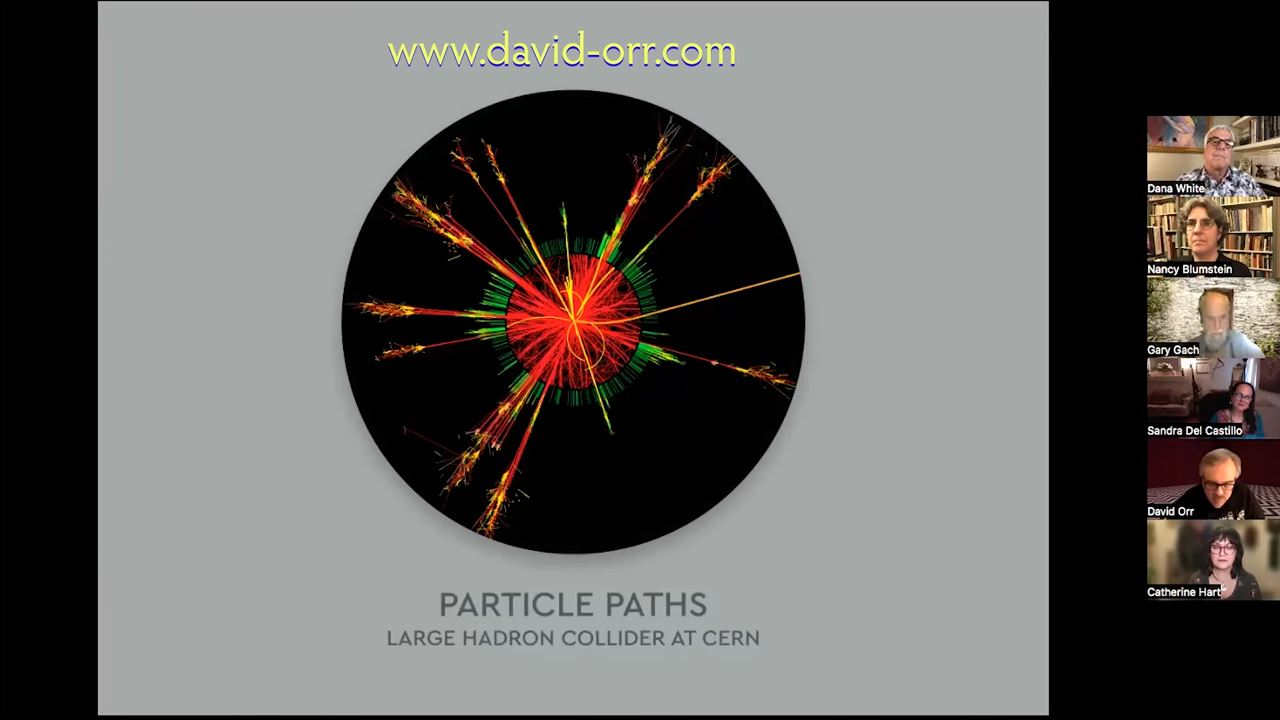 www.david-orr.com
PARTICLE PATHS
LARGE HADRON COLLIDER AT CERN
Dana White
Nancy Blumstein
Gary Gach
Sandra Del Castillo
David Orr
Catherine Hart